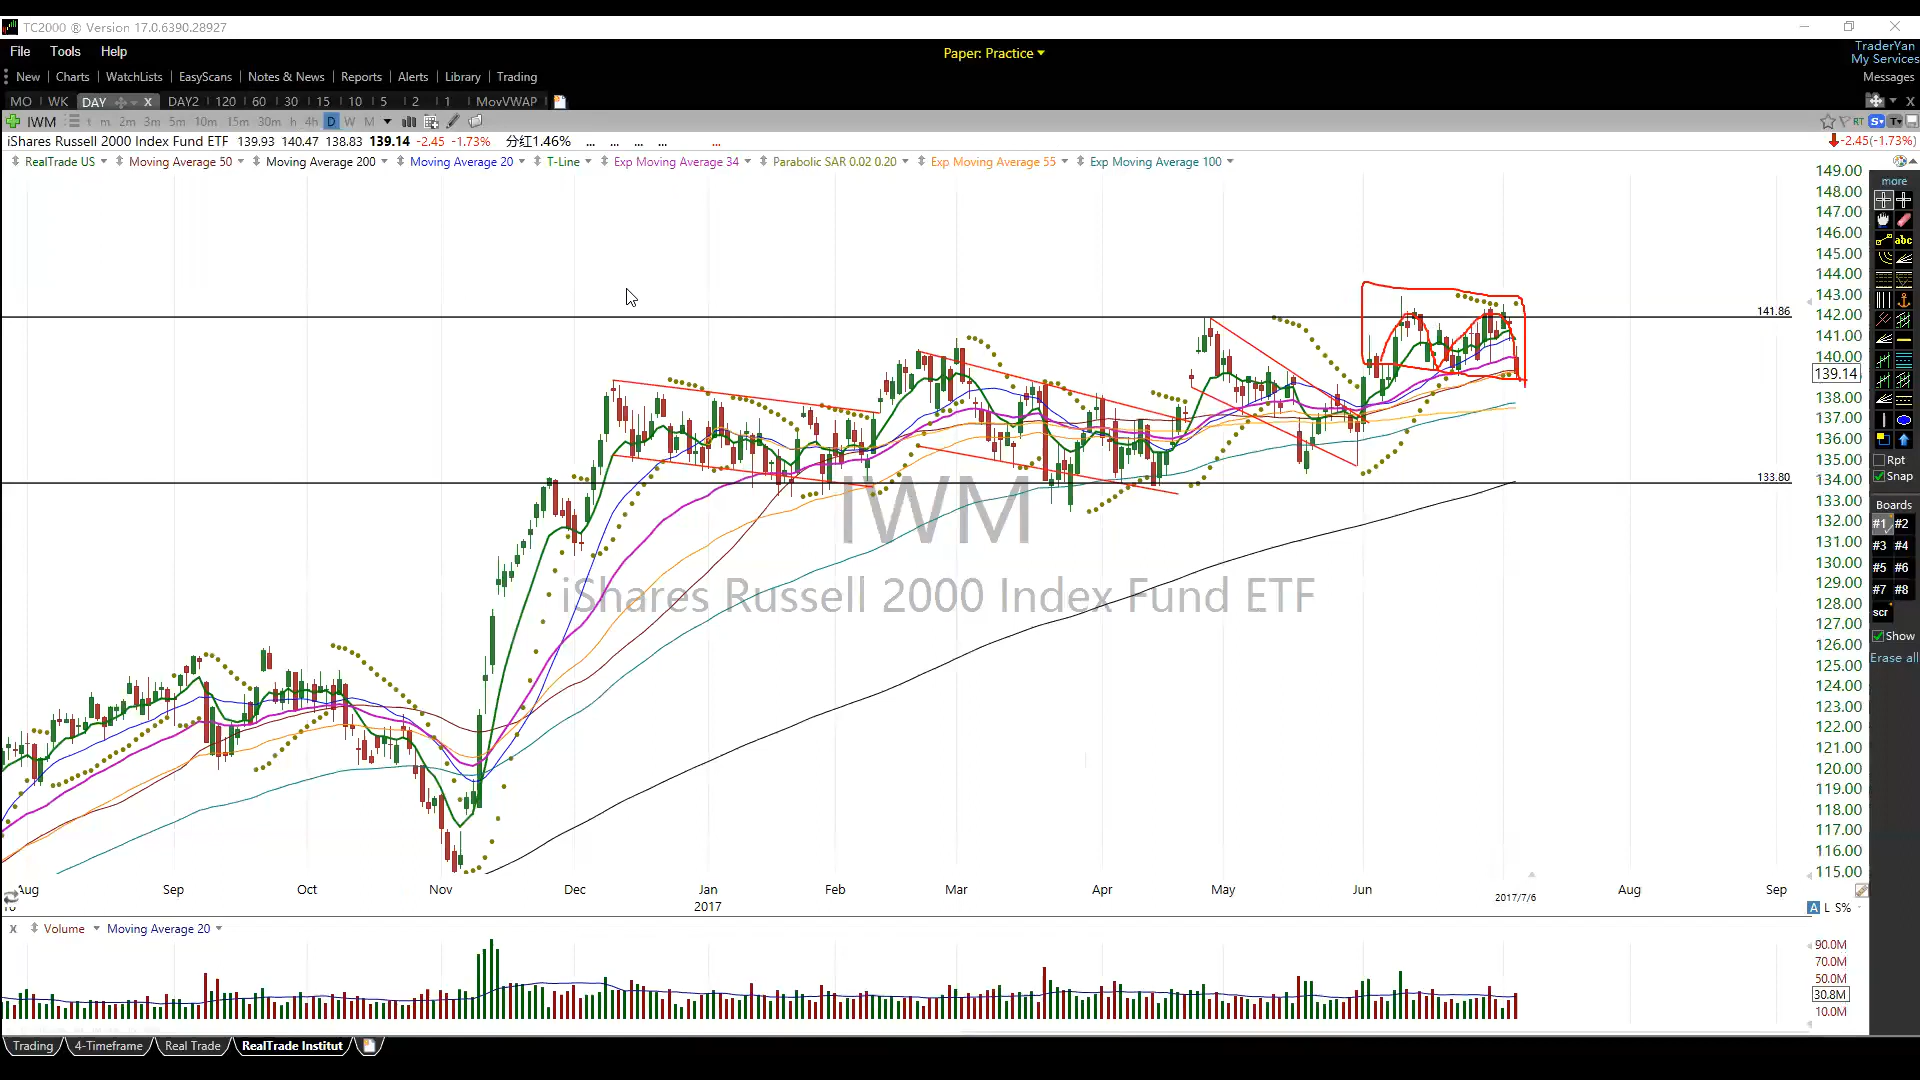 TC2000 ® Version 17.0.6390.28927
File Tools Help
Paper: Practice
TraderYan
My Services
New Charts WatchLists EasyScans Notes & News Reports Alerts Library Trading
Messages
MO WK DAY X DAY2 120 60 30 15 10 5 2 1 MovVWAP
X
IWM t m 2m 3m 5m 10m 15m 30m h 4h D W M
RT S T
iShares Russell 2000 Index Fund ETF 139.93 140.47 138.83 139.14 -2.45 -1.73% 分红1.46% ... ... ... ... ...
-2.45(-1.73%)
RealTrade US Moving Average 50 Moving Average 200 Moving Average 20 T-Line Exp Moving Average 34 Parabolic SAR 0.02 0.20 Exp Moving Average 55 Exp Moving Average 100
149.00
148.00
147.00
146.00
145.00
144.00
143.00
142.00
141.00
140.00
139.14
138.00
137.00
136.00
135.00
134.00
133.00
132.00
131.00
130.00
129.00
128.00
127.00
126.00
125.00
124.00
123.00
122.00
121.00
120.00
119.00
118.00
117.00
116.00
115.00
141.86
133.80
IWM
iShares Russell 2000 Index Fund ETF
more
abc
Rpt
Snap
Boards
#1 #2
#3 #4
#5 #6
#7 #8
scr
Show
Erase all
Aug Sep Oct Nov Dec Jan Feb Mar Apr May Jun 2017/7/6 Aug Sep
2017
A L S%
X Volume Moving Average 20
90.0M
70.0M
50.0M
30.8M
10.0M
Trading 4-Timeframe Real Trade RealTrade Institut